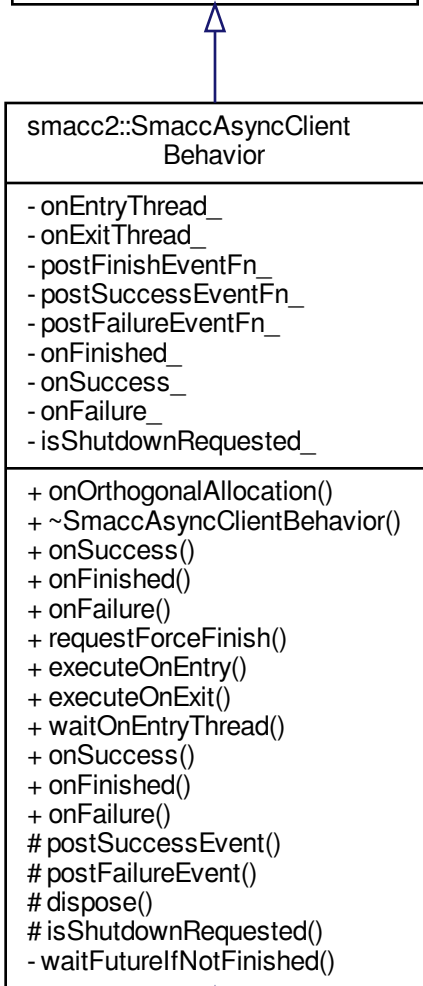 smacc2::SmaccAsyncClient
Behavior
- onEntryThread_
- onExitThread_
- postFinishEventFn_
- postSuccessEventFn_
- postFailureEventFn_
- onFinished_
- onSuccess_
- onFailure_
- isShutdownRequested_
+ onOrthogonalAllocation()
+ ~SmaccAsyncClientBehavior()
+ onSuccess()
+ onFinished()
+ onFailure()
+ requestForceFinish()
+ executeOnEntry()
+ executeOnExit()
+ waitOnEntryThread()
+ onSuccess()
+ onFinished()
+ onFailure()
# postSuccessEvent()
# postFailureEvent()
# dispose()
# isShutdownRequested()
- waitFutureIfNotFinished()